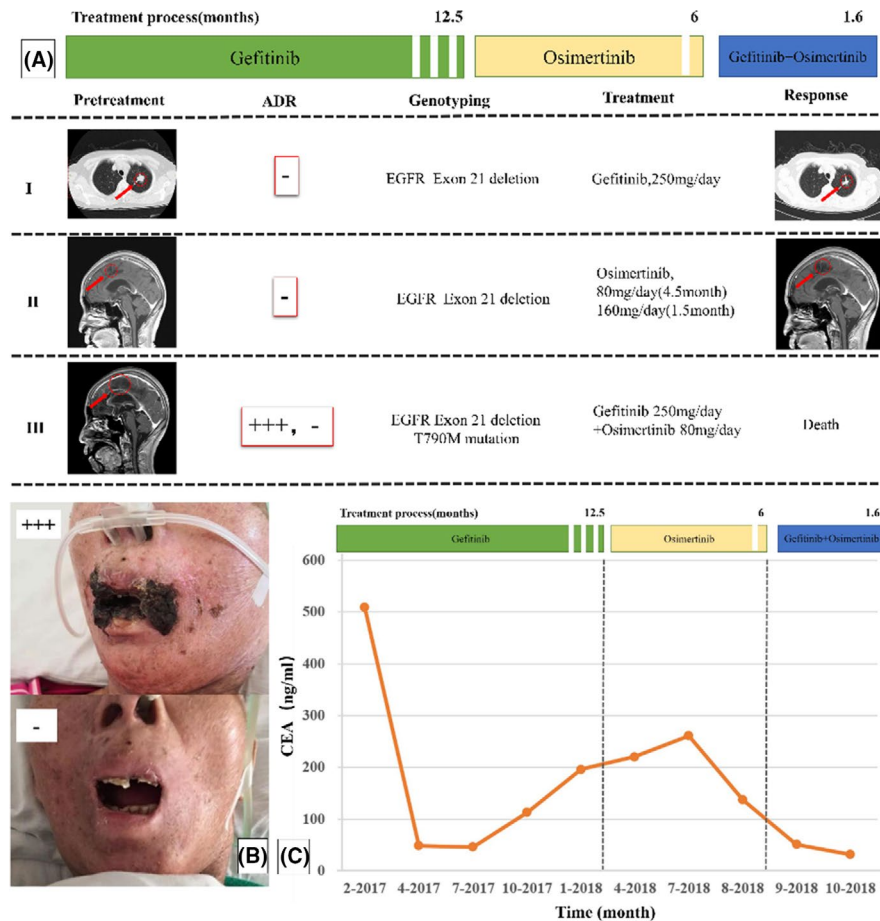 Treatment process(months) 12.5 6 1.6
(A) Gefitinib Osimertinib Gefitinib+Osimertinib
Pretreatment ADR Genotyping Treatment Response
I - EGFR Exon 21 deletion Gefitinib,250mg/day
II - EGFR Exon 21 deletion Osimertinib,
80mg/day(4.5month)
160mg/day(1.5month)
III +++, - EGFR Exon 21 deletion
T790M mutation
Gefitinib 250mg/day
+Osimertinib 80mg/day
Death
+++
-
(B)
(C)
Treatment process(months) 12.5 6 1.6
Gefitinib Osimertinib Gefitinib+Osimertinib
CEA (ng/ml)
600
500
400
300
200
100
0
2-2017 4-2017 7-2017 10-2017 1-2018 4-2018 7-2018 8-2018 9-2018 10-2018
Time (month)